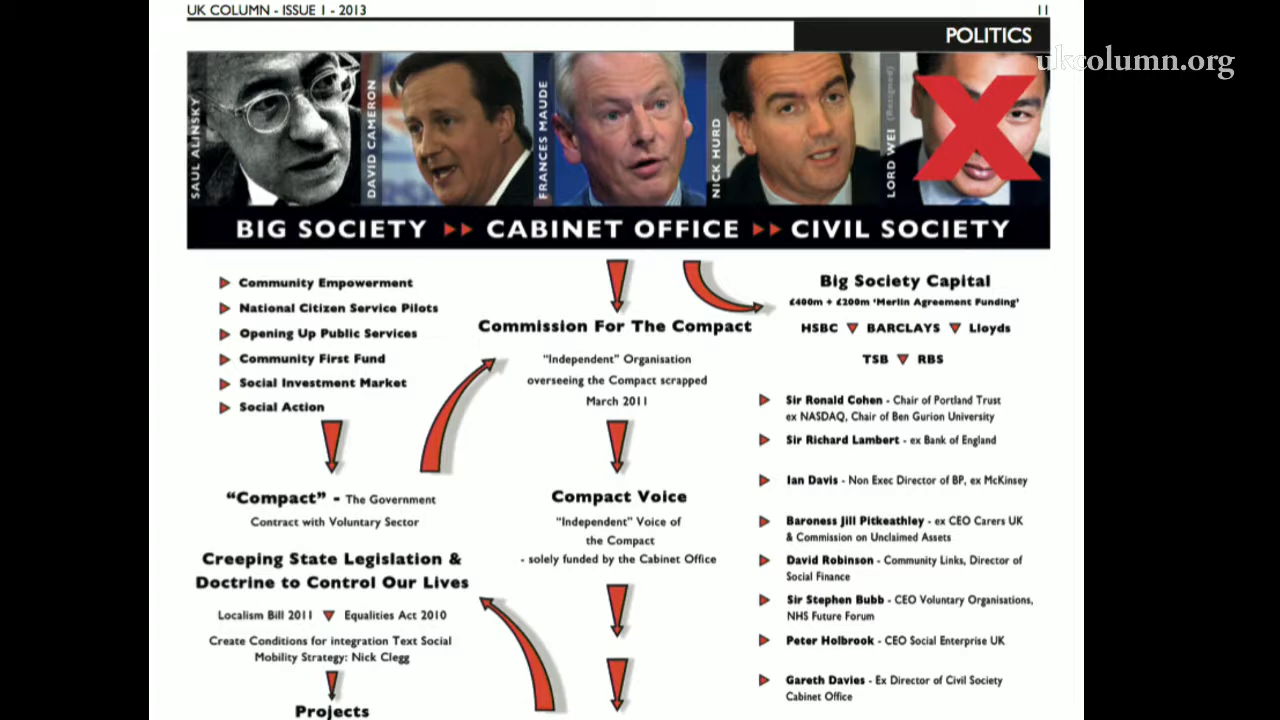 UK COLUMN - ISSUE 1 - 2013
11
POLITICS
ukcolumn.org
SAUL ALINSKY
DAVID CAMERON
FRANCES MAUDE
NICK HURD
LORD WEI (Resigned)
BIG SOCIETY CABINET OFFICE CIVIL SOCIETY
Community Empowerment
National Citizen Service Pilots
Opening Up Public Services
Community First Fund
Social Investment Market
Social Action
"Compact" - The Government
Contract with Voluntary Sector
Creeping State Legislation &
Doctrine to Control Our Lives
Localism Bill 2011 Equalities Act 2010
Create Conditions for integration Text Social
Mobility Strategy: Nick Clegg
Projects
Commission For The Compact
"Independent" Organisation
overseeing the Compact scrapped
March 2011
Compact Voice
"Independent" Voice of
the Compact
- solely funded by the Cabinet Office
Big Society Capital
£400m + £200m 'Merlin Agreement Funding'
HSBC BARCLAYS Lloyds
TSB RBS
Sir Ronald Cohen - Chair of Portland Trust
ex NASDAQ, Chair of Ben Gurion University
Sir Richard Lambert - ex Bank of England
Ian Davis - Non Exec Director of BP, ex McKinsey
Baroness Jill Pitkeathley - ex CEO Carers UK
& Commission on Unclaimed Assets
David Robinson - Community Links, Director of
Social Finance
Sir Stephen Bubb - CEO Voluntary Organisations,
NHS Future Forum
Peter Holbrook - CEO Social Enterprise UK
Gareth Davies - Ex Director of Civil Society
Cabinet Office